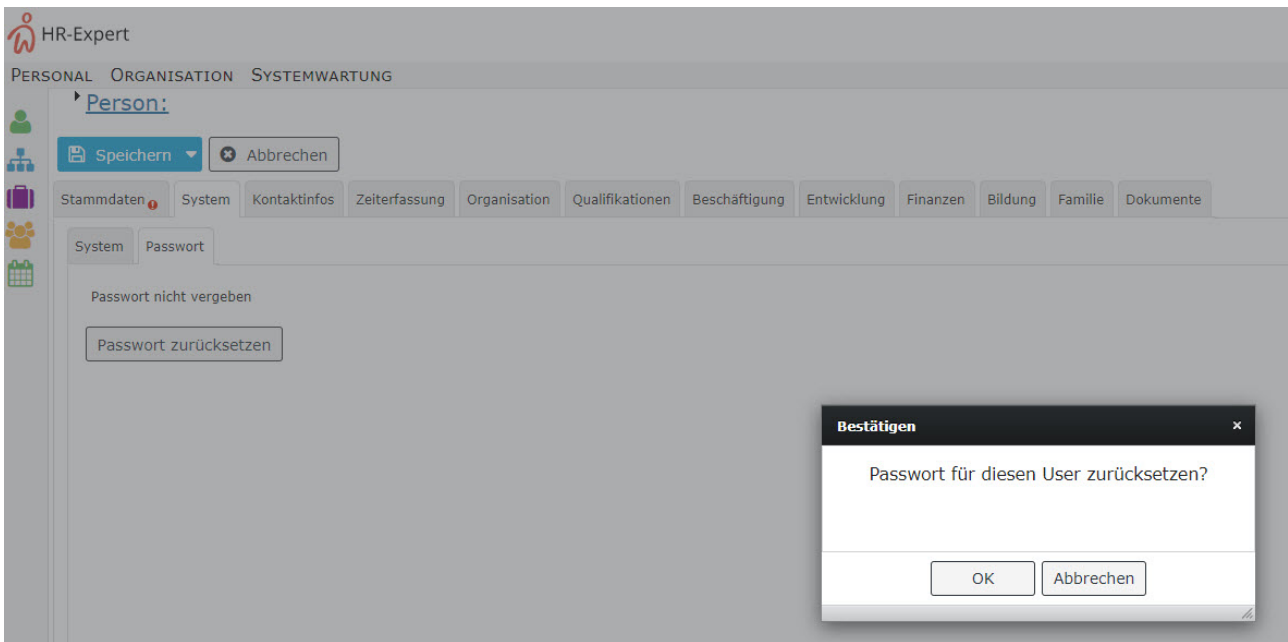 HR-Expert
PERSONAL ORGANISATION SYSTEMWARTUNG
Person:
Speichern Abbrechen
Stammdaten System Kontaktinfos Zeiterfassung Organisation Qualifikationen Beschäftigung Entwicklung Finanzen Bildung Familie Dokumente
System Passwort
Passwort nicht vergeben
Passwort zurücksetzen
Bestätigen
Passwort für diesen User zurücksetzen?
OK Abbrechen